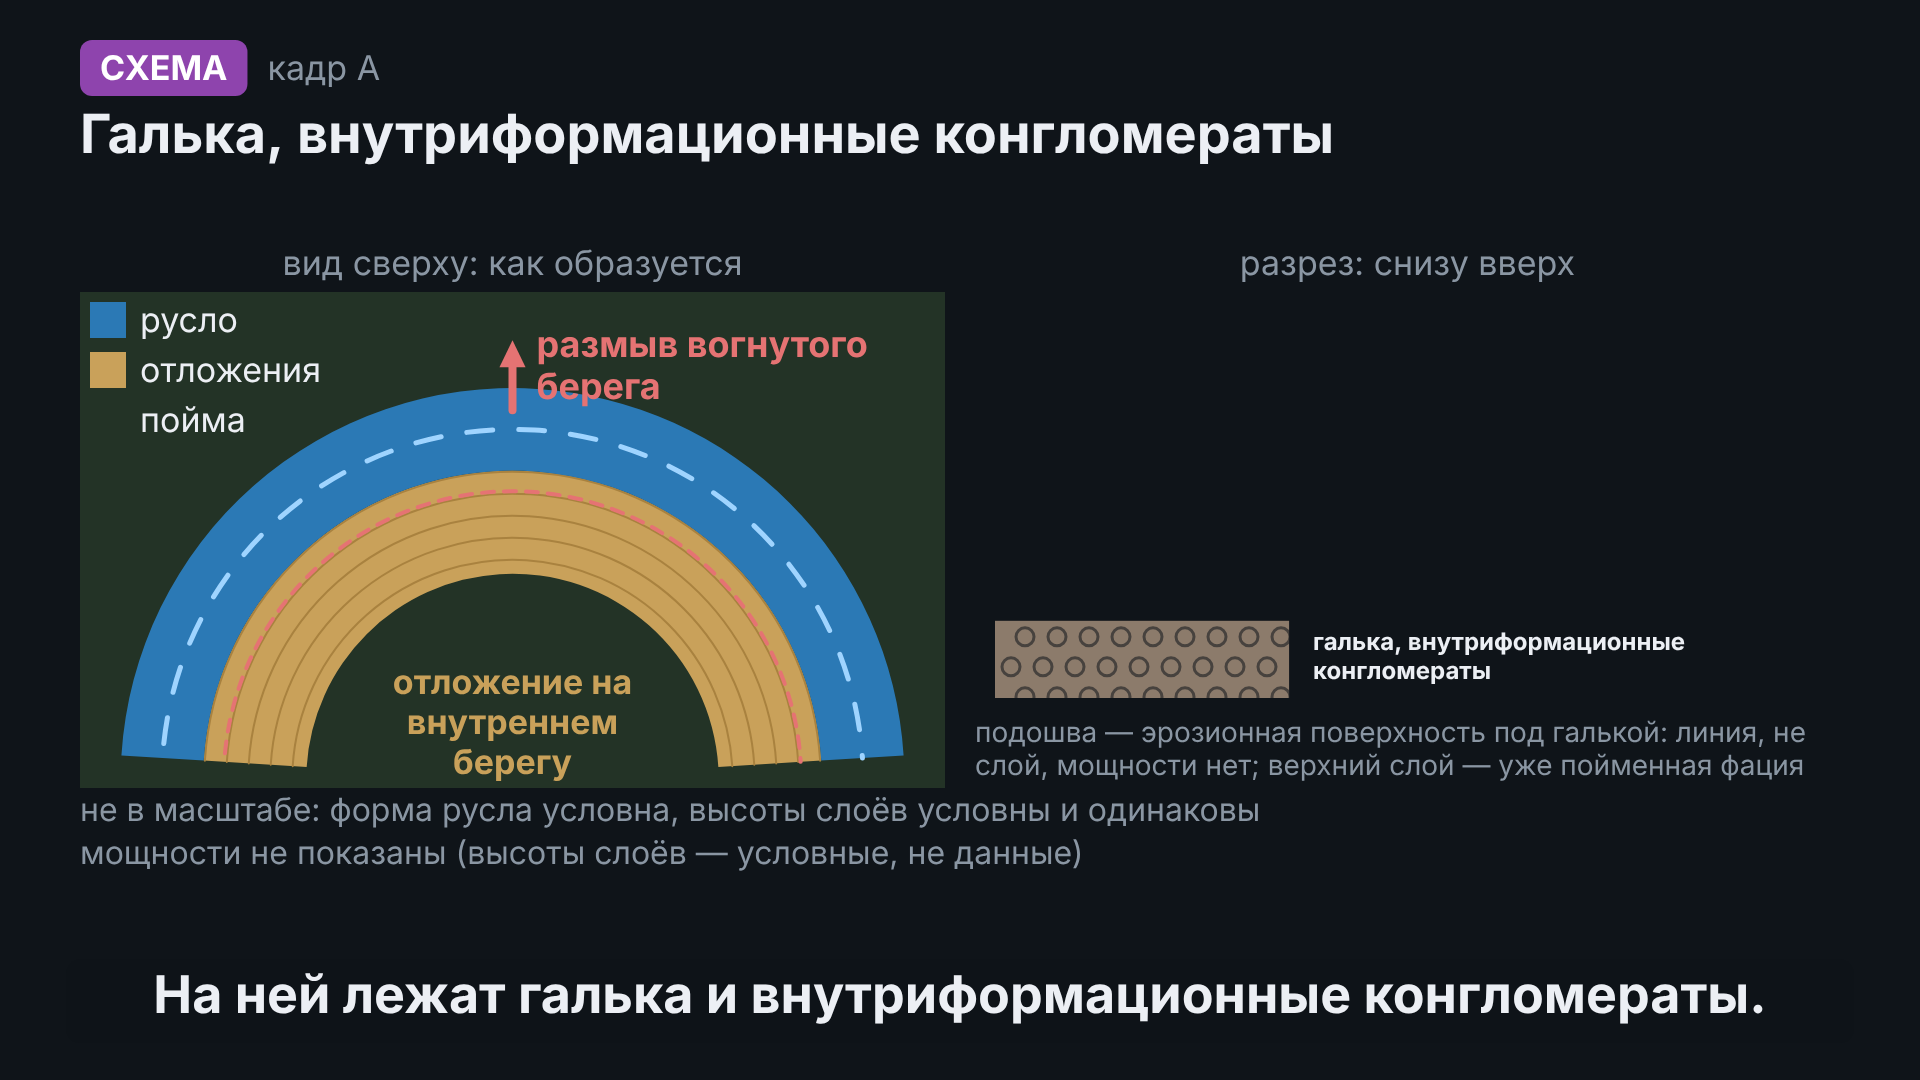 СХЕМА кадр А
Галька, внутриформационные конгломераты
вид сверху: как образуется
разрез: снизу вверх
русло
отложения
пойма
размыв вогнутого
берега
отложение на
внутреннем
берегу
галька, внутриформационные
конгломераты
подошва — эрозионная поверхность под галькой: линия, не
слой, мощности нет; верхний слой — уже пойменная фация
не в масштабе: форма русла условна, высоты слоёв условны и одинаковы
мощности не показаны (высоты слоёв — условные, не данные)
На ней лежат галька и внутриформационные конгломераты.